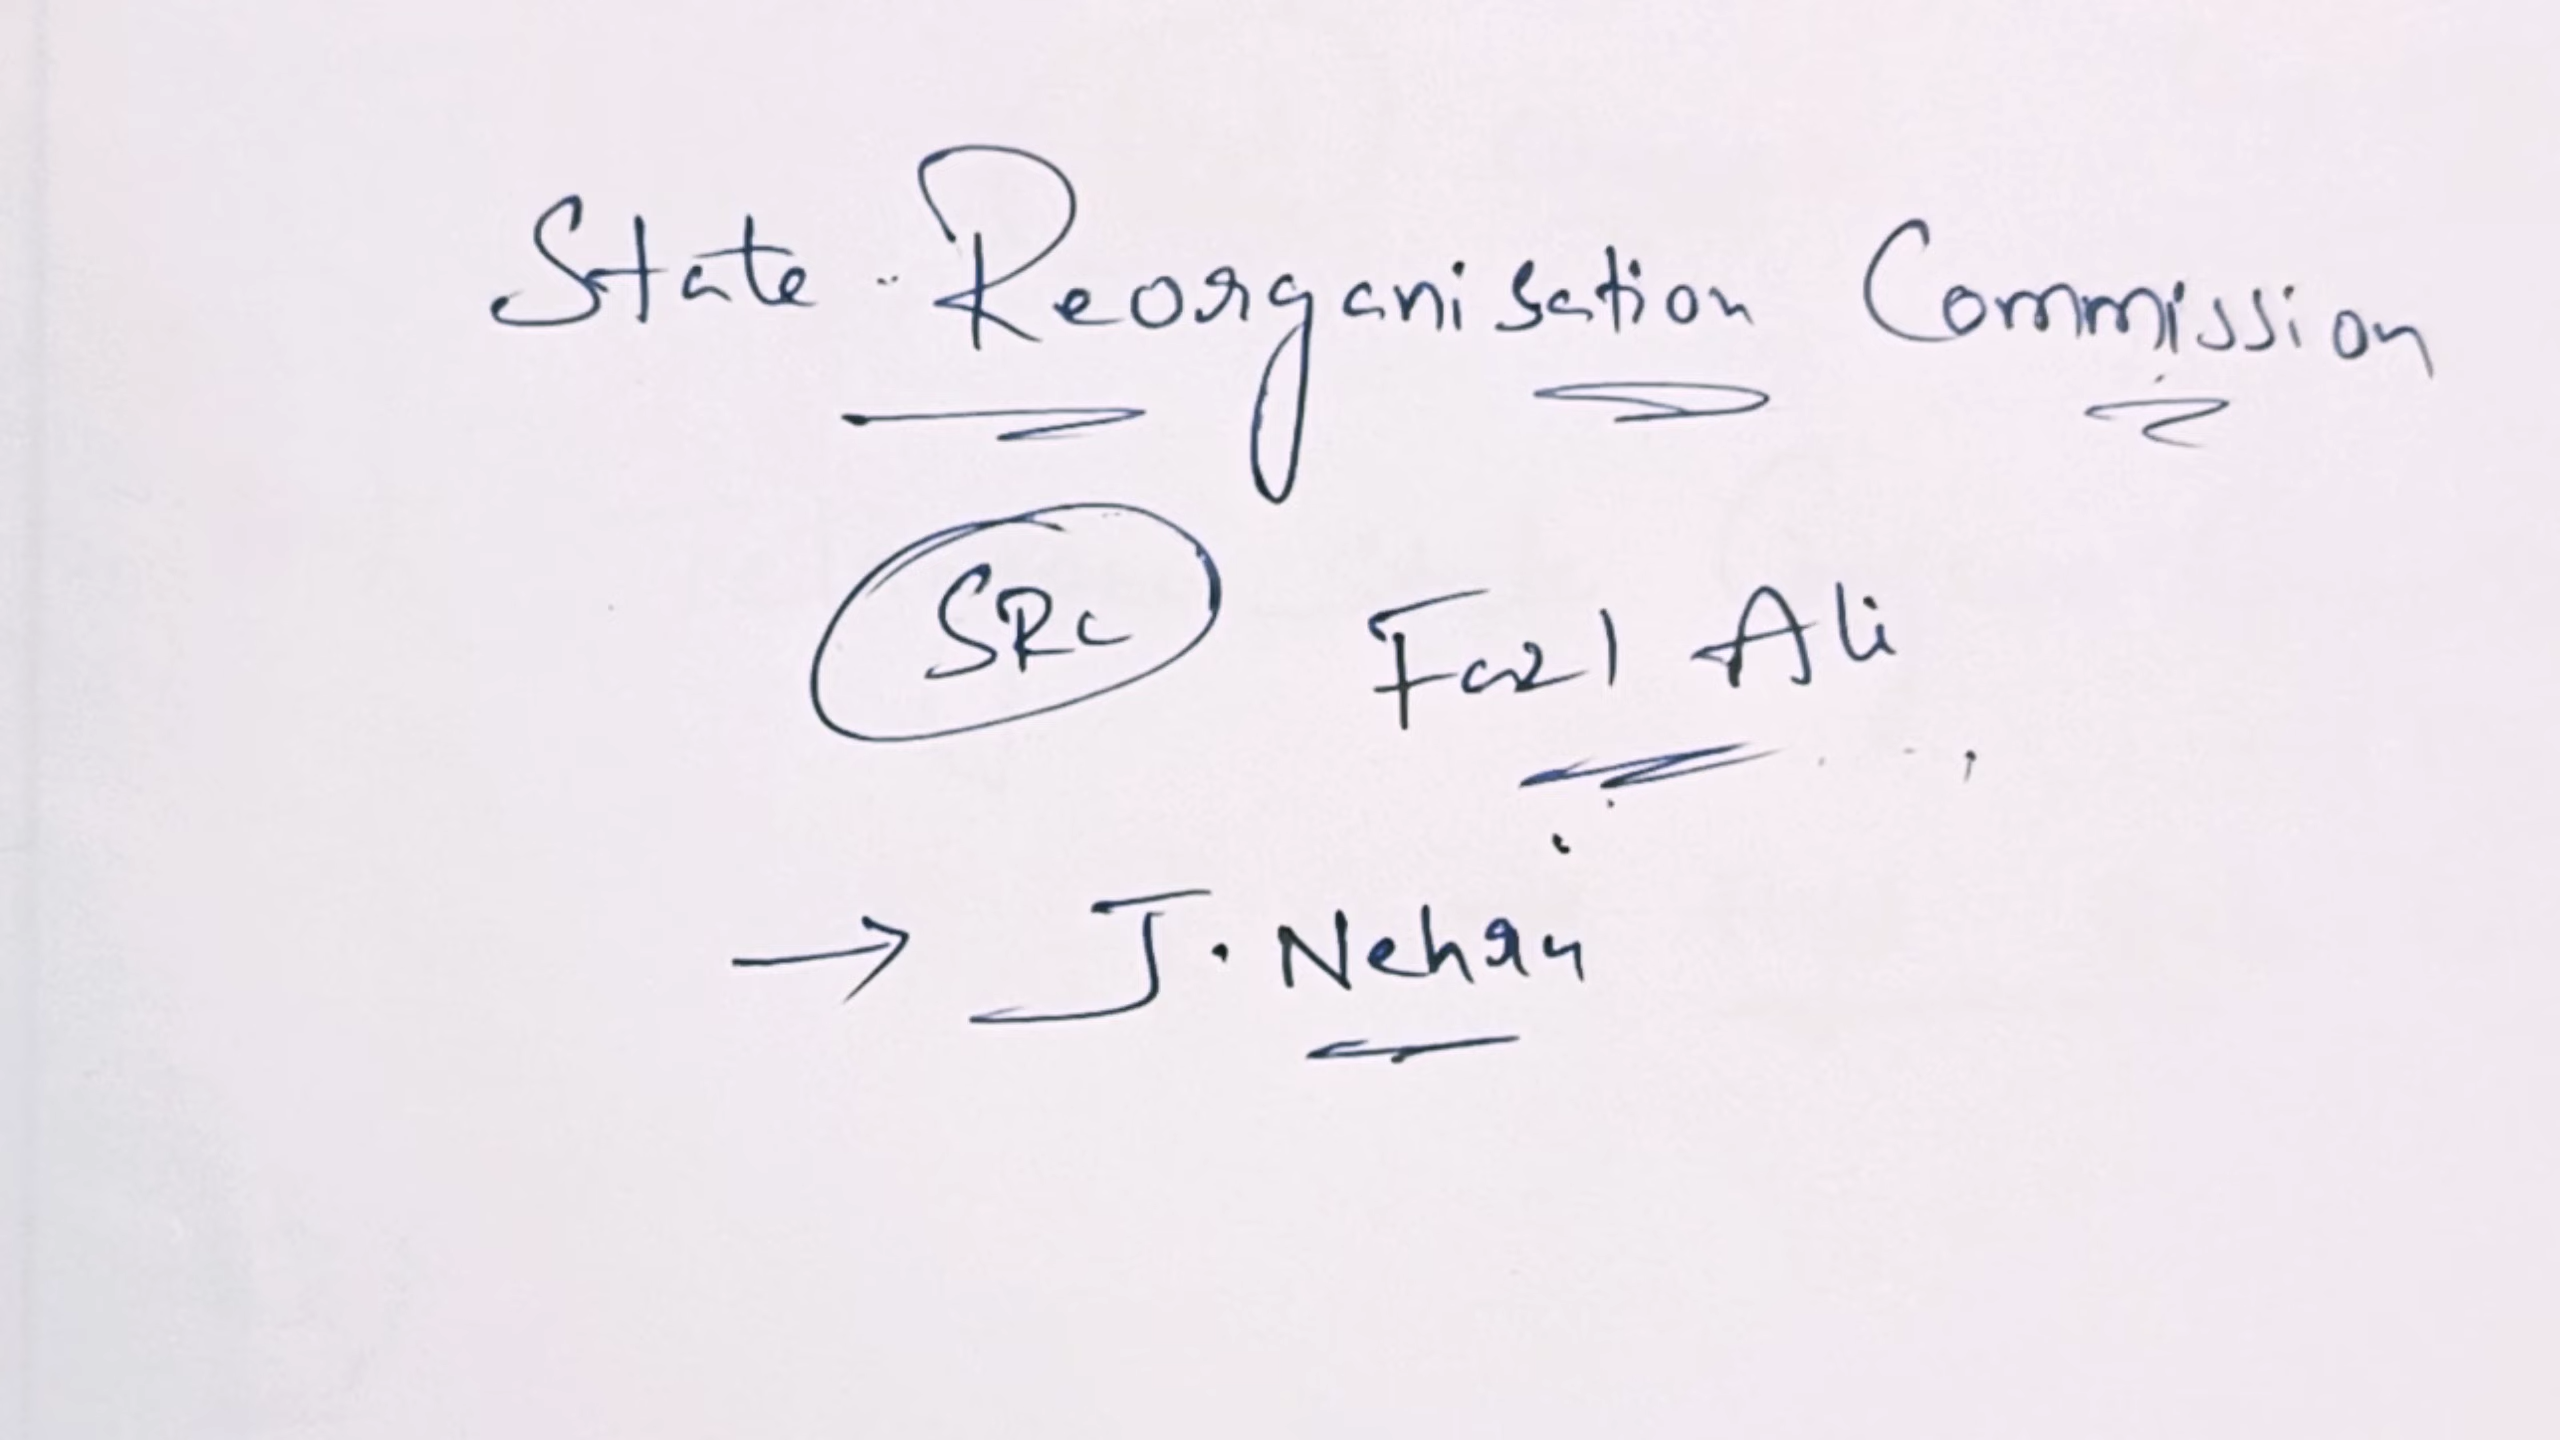 State Reorganisation Commission
SRC Fazl Ali
→ J. Nehru